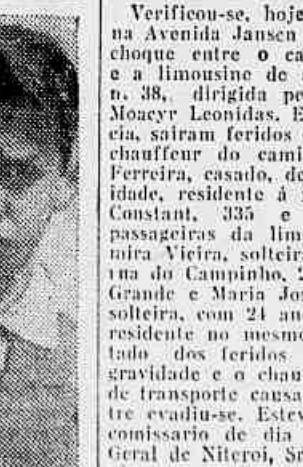 Verificou-se, hoje
na Avenida Jansen
choque entre o ca
e a limousine de
n. 38, dirigida pe
Moacyr Leonidas. E
cia, sairam feridos
chauffeur do cami
Ferreira, casado, de
idade, residente á
Constant, 335 e
passageiras da lim
mira Vieira, solteir
rua do Campinho, 2
Grande e Maria Jo
solteira, com 24 an
residente no mesmo
tado dos feridos
gravidade e o chau
de transporte causa
tre evadiu-se. Estev
comissario de dia
Geral de Niteroi, Sr